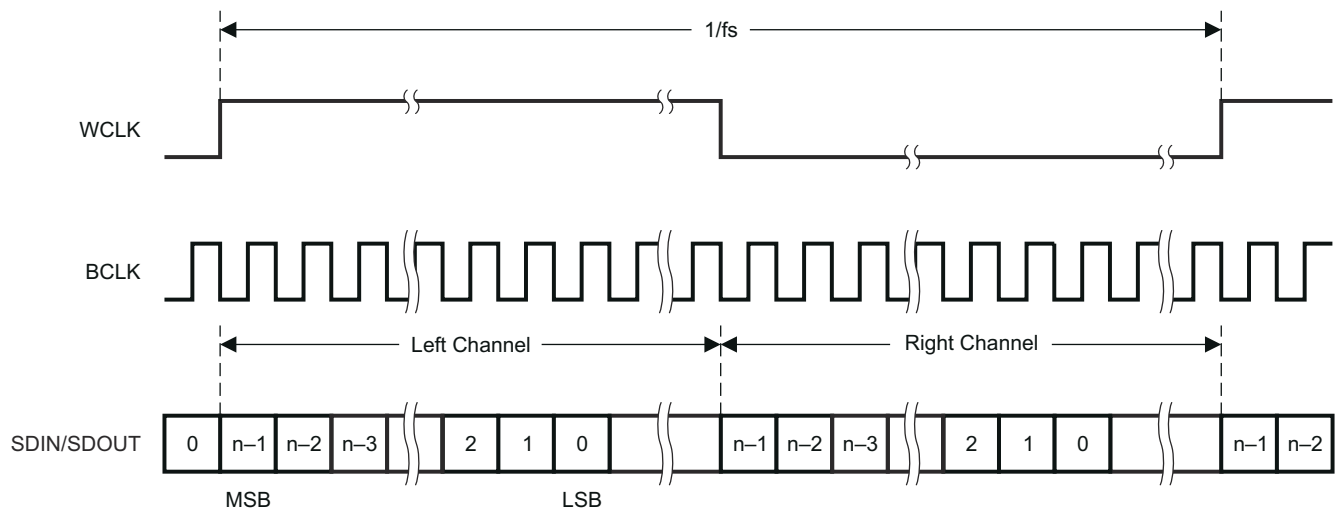 1/fs
WCLK
BCLK
Left Channel Right Channel
SDIN/SDOUT 0 n–1 n–2 n–3 2 1 0 n–1 n–2 n–3 2 1 0 n–1 n–2
MSB LSB